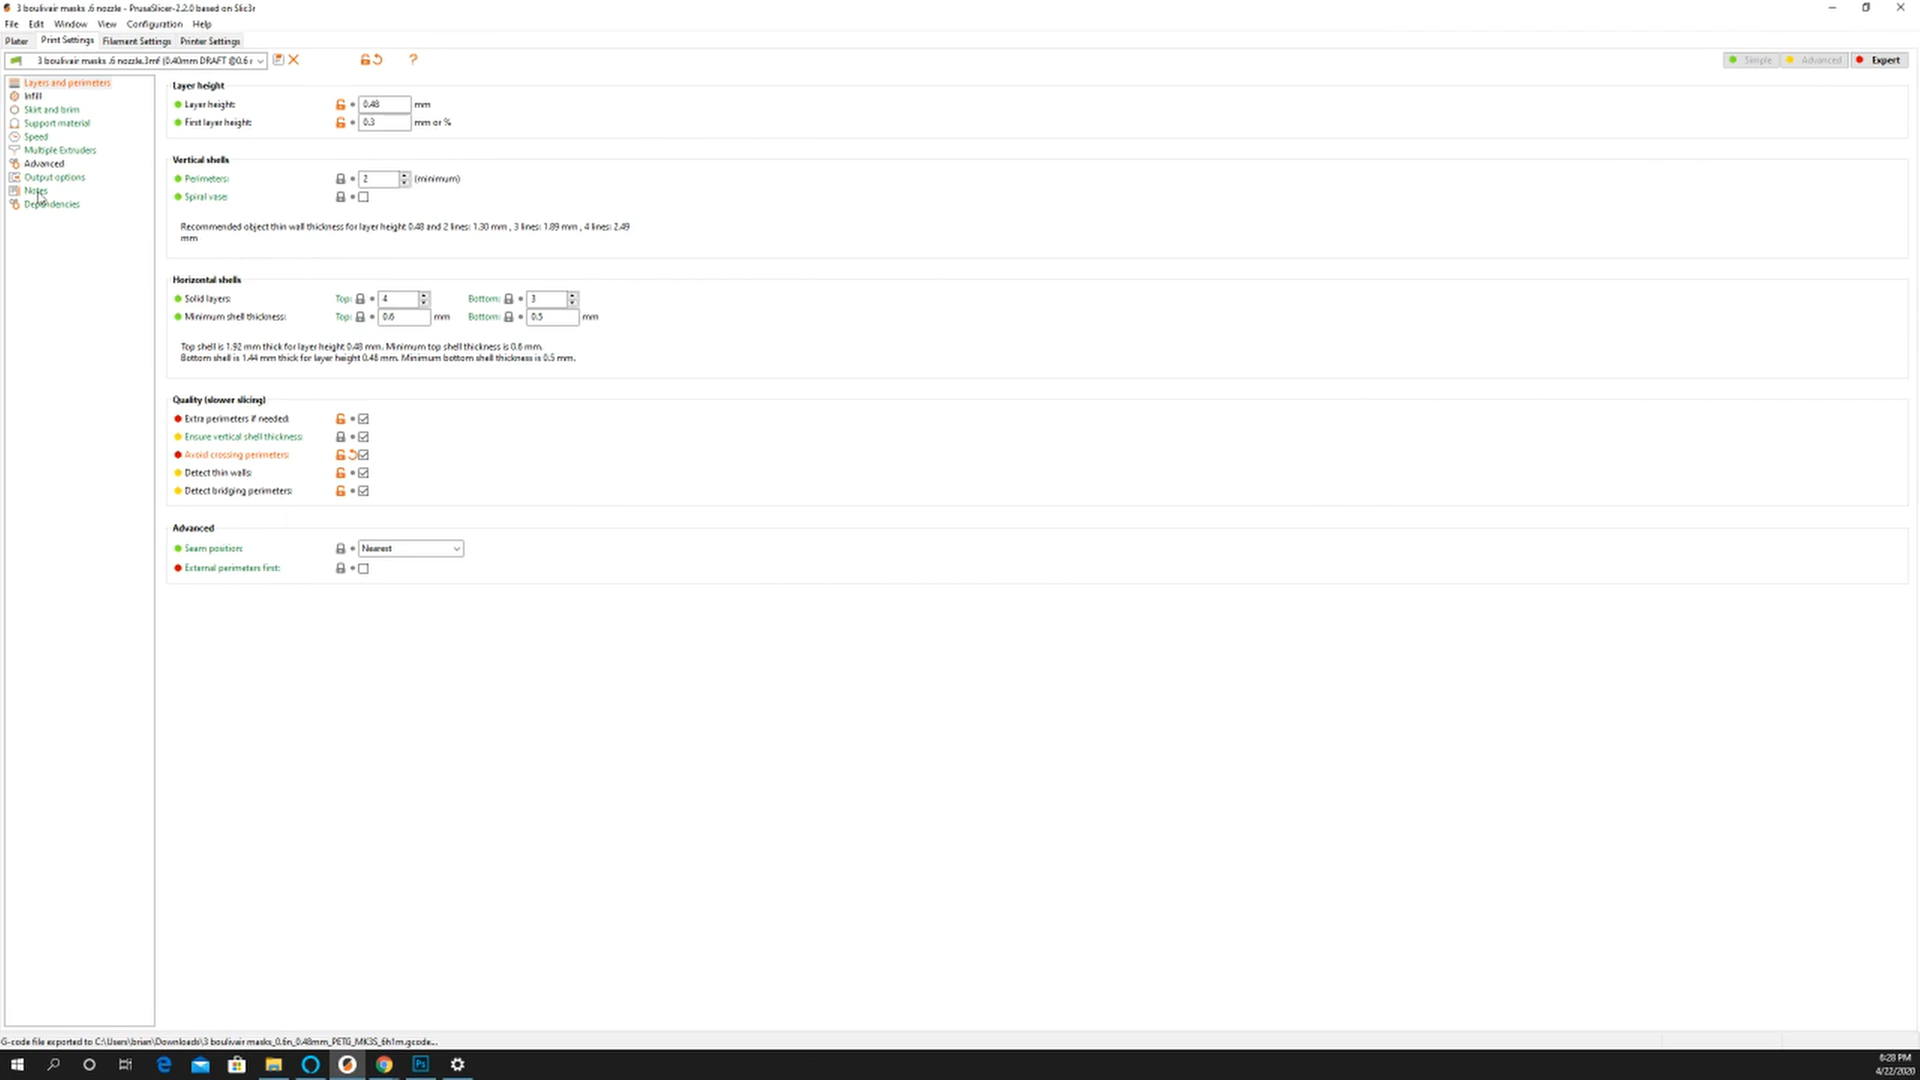 3 boulivair masks .6 nozzle - PrusaSlicer-2.2.0 based on Slic3r
File Edit Window View Configuration Help
Plater Print Settings Filament Settings Printer Settings
3 boulivair masks .6 nozzle.3mf (0.40mm DRAFT @0.6 r
?
Simple Advanced Expert
Layers and perimeters
Infill
Skirt and brim
Support material
Speed
Multiple Extruders
Advanced
Output options
Notes
Dependencies
Layer height
Layer height: 0.48 mm
First layer height: 0.3 mm or %
Vertical shells
Perimeters: 2 (minimum)
Spiral vase:
Recommended object thin wall thickness for layer height 0.48 and 2 lines: 1.30 mm , 3 lines: 1.89 mm , 4 lines: 2.49
mm
Horizontal shells
Solid layers: Top: 4 Bottom: 3
Minimum shell thickness: Top: 0.6 mm Bottom: 0.5 mm
Top shell is 1.92 mm thick for layer height 0.48 mm. Minimum top shell thickness is 0.6 mm.
Bottom shell is 1.44 mm thick for layer height 0.48 mm. Minimum bottom shell thickness is 0.5 mm.
Quality (slower slicing)
Extra perimeters if needed:
Ensure vertical shell thickness:
Avoid crossing perimeters:
Detect thin walls:
Detect bridging perimeters:
Advanced
Seam position: Nearest
External perimeters first:
G-code file exported to C:\Users\brian\Downloads\3 boulivair masks_0.6n_0.48mm_PETG_MK3S_6h1m.gcode...
Ps
6:28 PM
4/22/2020